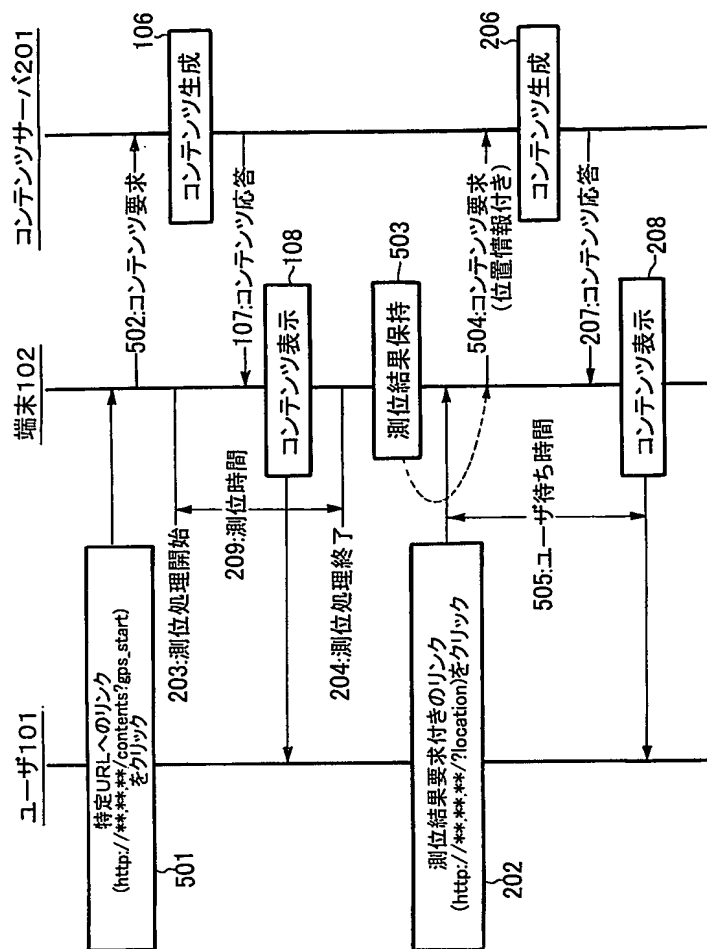 ユーザ101
端末102
コンテンツサーバ201
特定URLへのリンク
(http://**.**.**/contents?gps_start)
をクリック
501
502:コンテンツ要求
106
コンテンツ生成
203:測位処理開始
107:コンテンツ応答
209:測位時間
108
コンテンツ表示
204:測位処理終了
503
測位結果保持
測位結果要求付きのリンク
(http://**.**.**/?location)をクリック
202
504:コンテンツ要求
(位置情報付き)
206
コンテンツ生成
505:ユーザ待ち時間
207:コンテンツ応答
208
コンテンツ表示